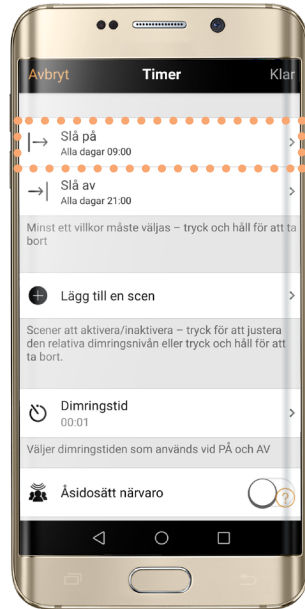 Avbryt Timer Klar
Slå på
Alla dagar 09:00
Slå av
Alla dagar 21:00
Minst ett villkor måste väljas – tryck och håll för att ta
bort
Lägg till en scen
Scener att aktivera/inaktivera – tryck för att justera
den relativa dimringsnivån eller tryck och håll för att
ta bort.
Dimringstid
00:01
Väljer dimringstiden som används vid PÅ och AV
Åsidosätt närvaro
?